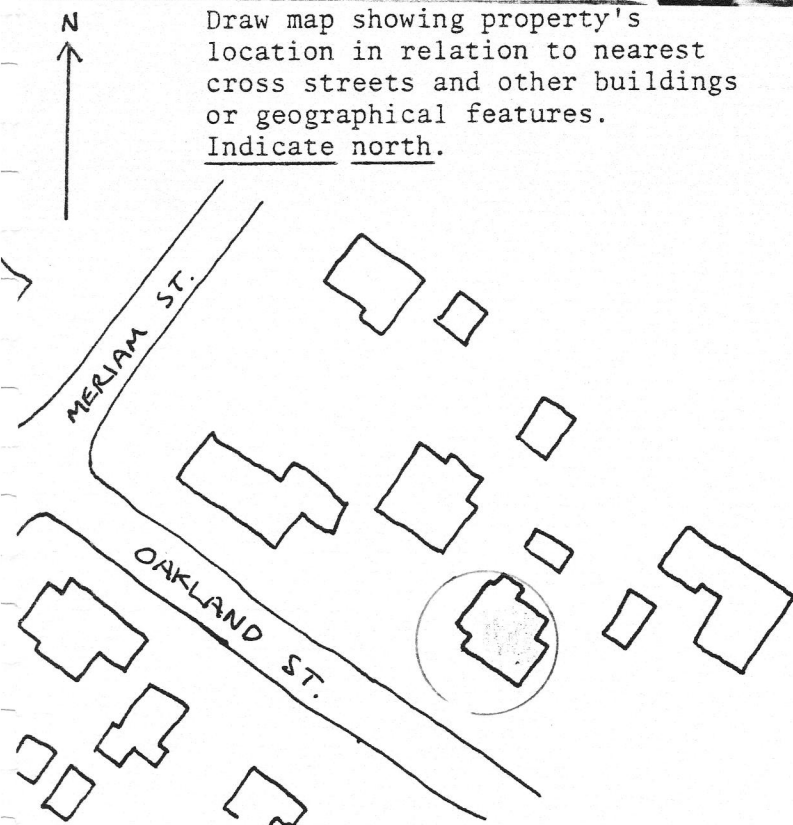 N
Draw map showing property's
location in relation to nearest
cross streets and other buildings
or geographical features.
Indicate north.
MERIAM ST.
OAKLAND ST.